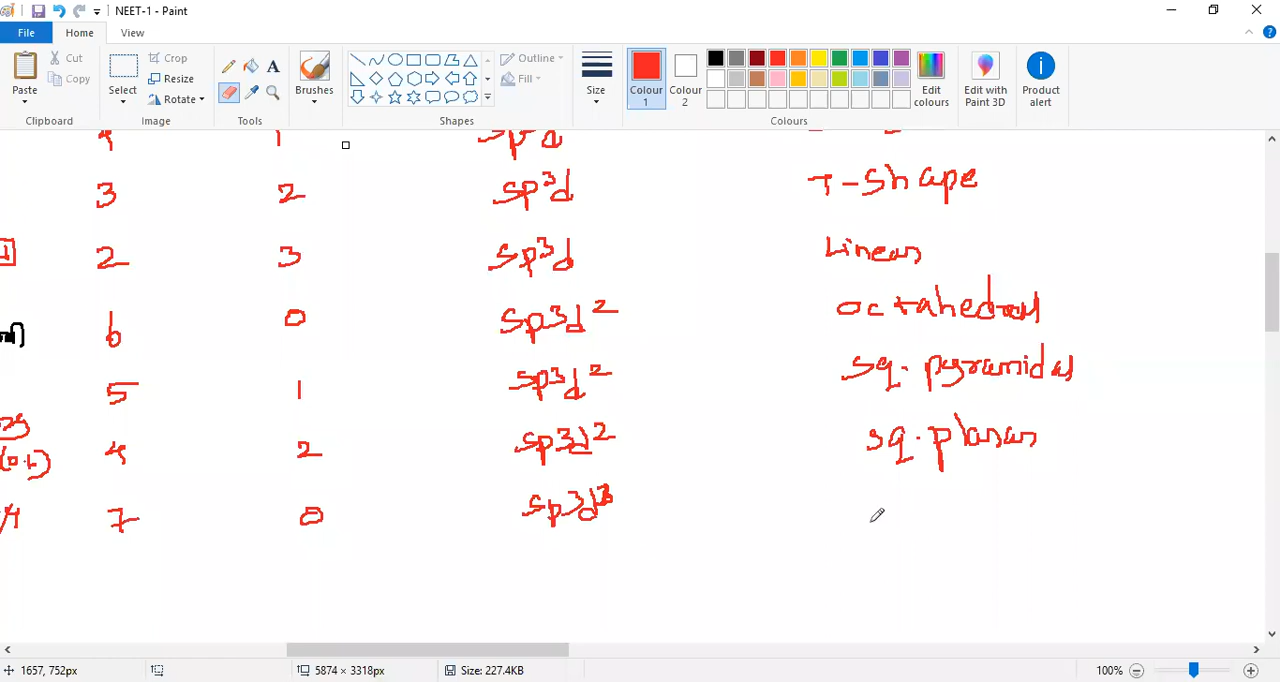 NEET-1 - Paint
File Home View
Paste Cut Copy Select Crop Resize Rotate Brushes Outline Fill Size Colour 1 Colour 2 Edit colours Edit with Paint 3D Product alert
Clipboard Image Tools Shapes Colours
4 1 sp3d
3 2 sp3d T-shape
2 3 sp3d Linear
6 0 sp3d2 octahedral
5 1 sp3d2 sq. pyramidal
4 2 sp3d2 sq. planar
7 0 sp3d3
1657, 752px 5874 × 3318px Size: 227.4KB 100%